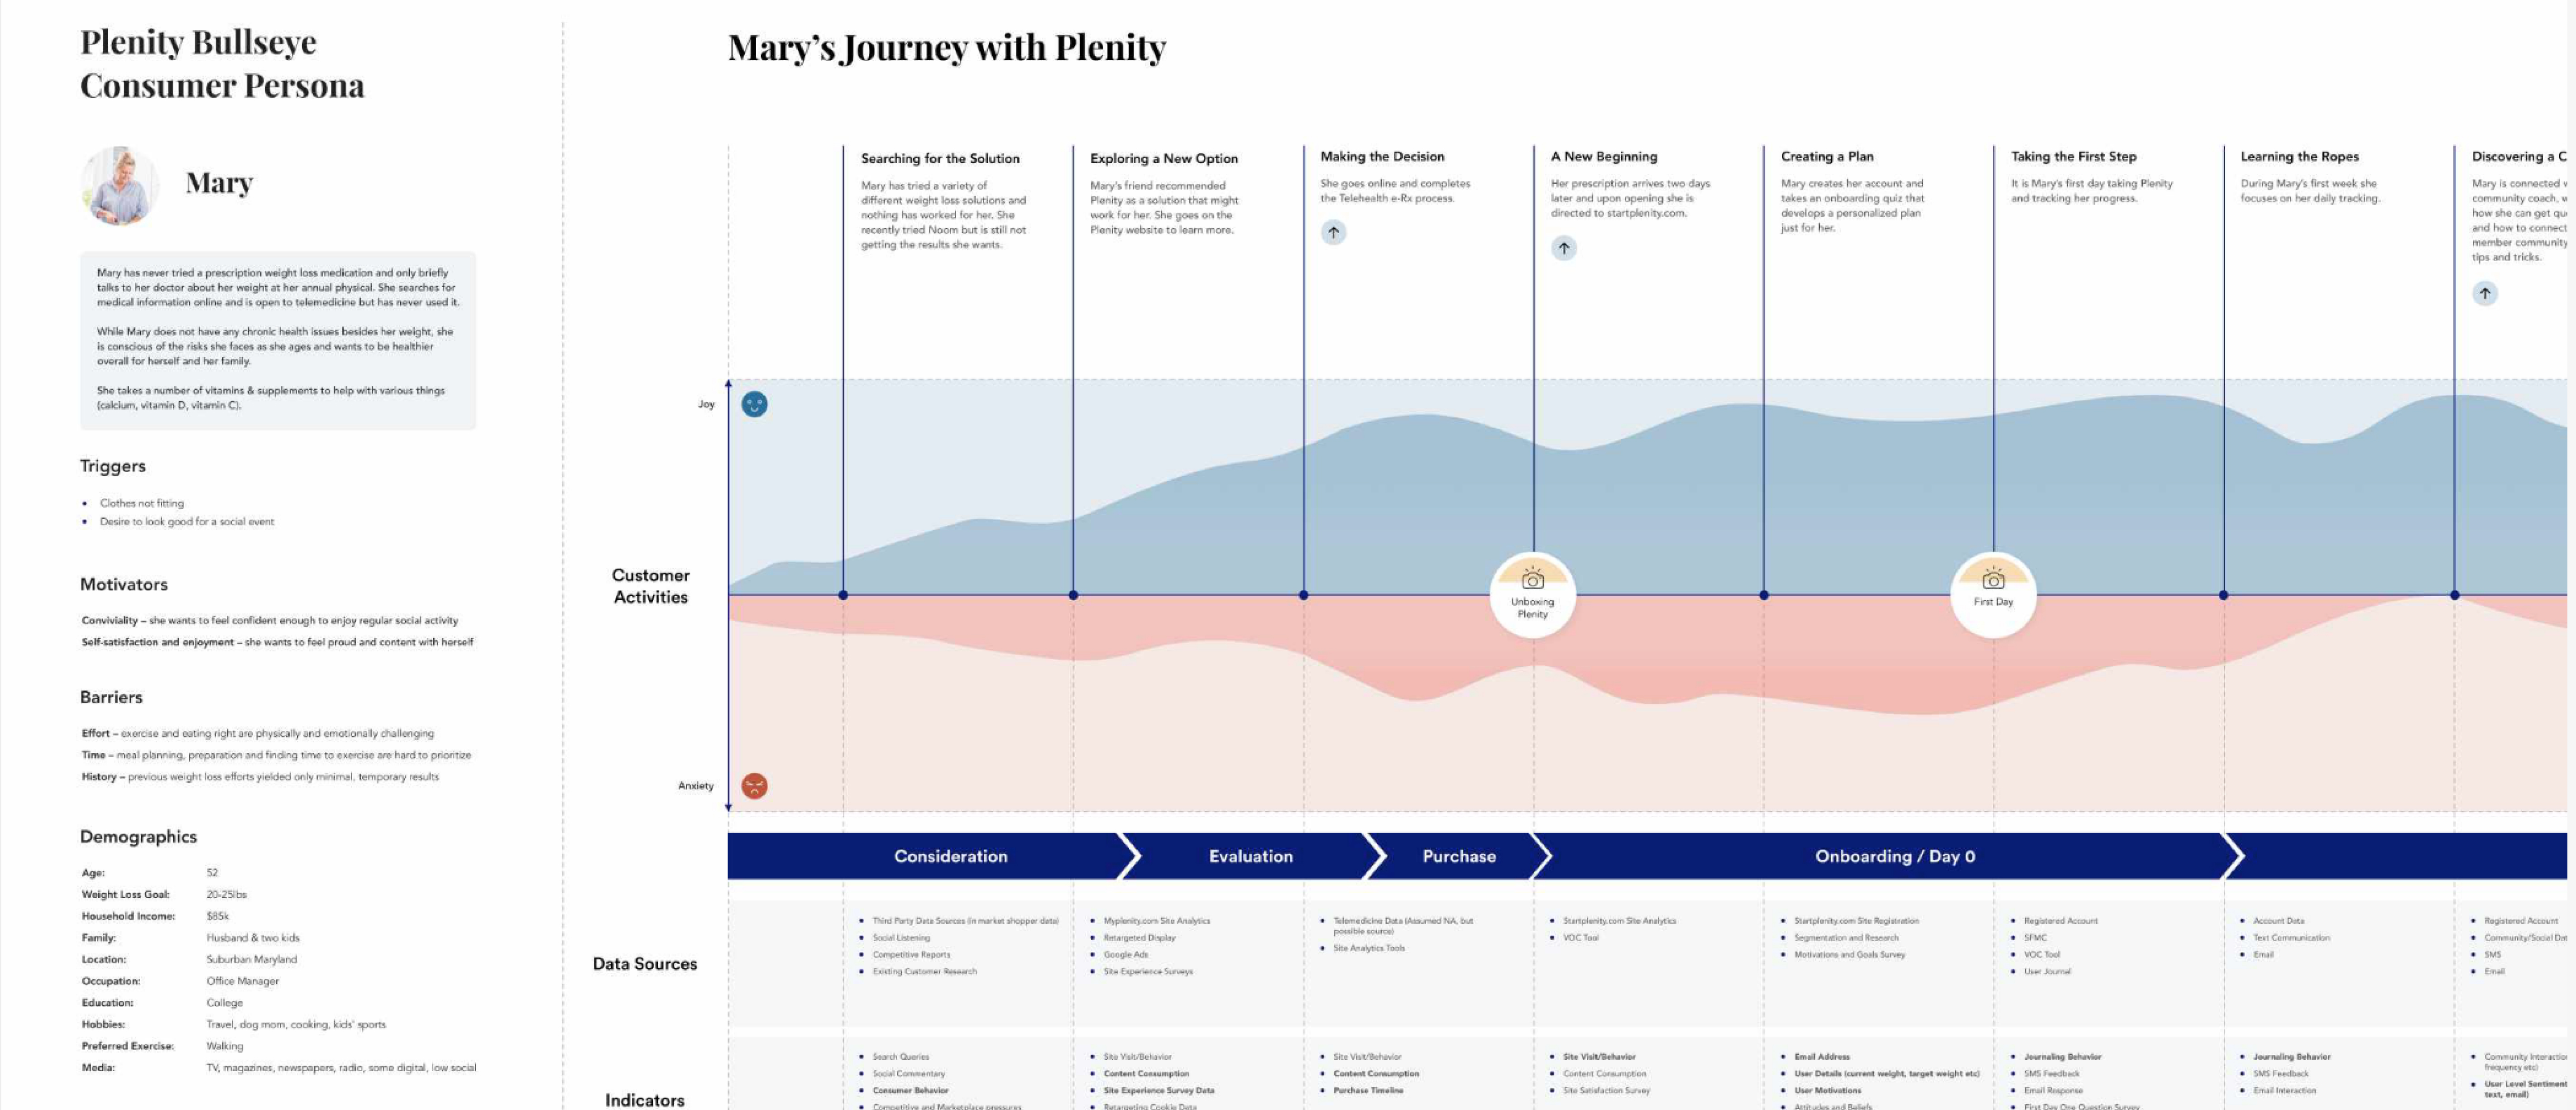 Plenity Bullseye
Consumer Persona
Mary
Mary has never tried a prescription weight loss medication and only briefly
talks to her doctor about her weight at her annual physical. She searches for
medical information online and is open to telemedicine but has never used it.
While Mary does not have any chronic health issues besides her weight, she
is conscious of the risks she faces as she ages and wants to be healthier
overall for herself and her family.
She takes a number of vitamins & supplements to help with various things
(calcium, vitamin D, vitamin C).
Triggers
• Clothes not fitting
• Desire to look good for a social event
Motivators
Conviviality – she wants to feel confident enough to enjoy regular social activity
Self-satisfaction and enjoyment – she wants to feel proud and content with herself
Barriers
Effort – exercise and eating right are physically and emotionally challenging
Time – meal planning, preparation and finding time to exercise are hard to prioritize
History – previous weight loss efforts yielded only minimal, temporary results
Demographics
Age: 52
Weight Loss Goal: 20-25lbs
Household Income: $85k
Family: Husband & two kids
Location: Suburban Maryland
Occupation: Office Manager
Education: College
Hobbies: Travel, dog mom, cooking, kids' sports
Preferred Exercise: Walking
Media: TV, magazines, newspapers, radio, some digital, low social
Mary's Journey with Plenity
Searching for the Solution
Mary has tried a variety of
different weight loss solutions and
nothing has worked for her. She
recently tried Noom but is still not
getting the results she wants.
Exploring a New Option
Mary's friend recommended
Plenity as a solution that might
work for her. She goes on the
Plenity website to learn more.
Making the Decision
She goes online and completes
the Telehealth e-Rx process.
A New Beginning
Her prescription arrives two days
later and upon opening she is
directed to startplenity.com.
Creating a Plan
Mary creates her account and
takes an onboarding quiz that
develops a personalized plan
just for her.
Taking the First Step
It is Mary's first day taking Plenity
and tracking her progress.
Learning the Ropes
During Mary's first week she
focuses on her daily tracking.
Discovering a C
Mary is connected
community coach,
how she can get
and how to connect
member community
tips and tricks.
Joy
Customer
Activities
Unboxing
Plenity
First Day
Anxiety
Consideration
Evaluation
Purchase
Onboarding / Day 0
Data Sources
• Third Party Data Sources (in market shopper data)
• Social Listening
• Competitive Reports
• Existing Customer Research
• Myplenity.com Site Analytics
• Retargeted Display
• Google Ads
• Site Experience Surveys
• Telemedicine Data (Assumed NA, but
possible source)
• Site Analytics Tools
• Startplenity.com Site Analytics
• VOC Tool
• Startplenity.com Site Registration
• Segmentation and Research
• Motivations and Goals Survey
• Registered Account
• SFMC
• VOC Tool
• User Journal
• Account Data
• Text Communication
• Email
• Registered Account
• Community/Social
• SMS
• Email
Indicators
• Search Queries
• Social Commentary
• Consumer Behavior
• Competitive and Marketplace pressures
• Site Visit/Behavior
• Content Consumption
• Site Experience Survey Data
• Retargeting Cookie Data
• Site Visit/Behavior
• Content Consumption
• Purchase Timeline
• Site Visit/Behavior
• Content Consumption
• Site Satisfaction Survey
• Email Address
• User Details (current weight, target weight etc)
• User Motivations
• Attitudes and Beliefs
• Journaling Behavior
• SMS Feedback
• Email Response
• First Day One Question Survey
• Journaling Behavior
• SMS Feedback
• Email Interaction
• Community
frequency etc)
• User Level Sentiment
text, email)